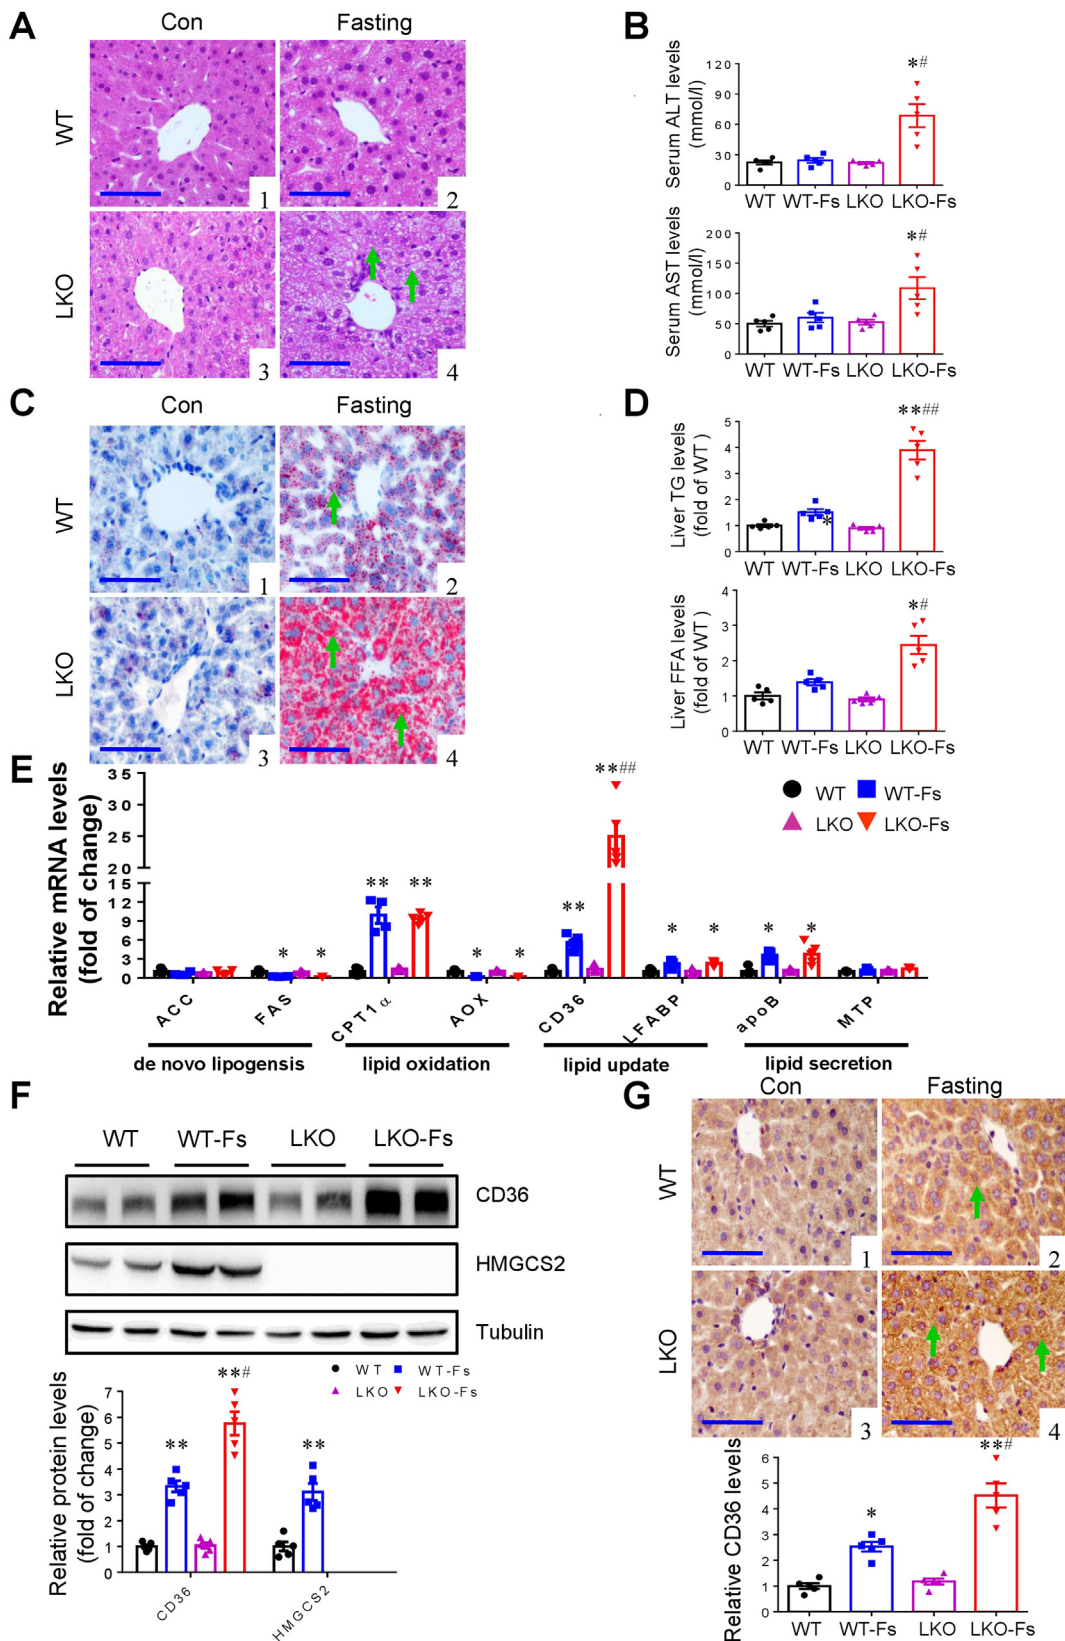 A
Con
Fasting
WT
1
2
LKO
3
4
B
Serum ALT levels
(mmol/l)
120
90
60
30
0
*#
WT
WT-Fs
LKO
LKO-Fs
Serum AST levels
(mmol/l)
200
150
100
50
0
*#
WT
WT-Fs
LKO
LKO-Fs
C
Con
Fasting
WT
1
2
LKO
3
4
D
Liver TG levels
(fold of WT )
5
4
3
2
1
0
*
**##
WT
WT-Fs
LKO
LKO-Fs
Liver FFA levels
(fold of WT )
4
3
2
1
0
*#
WT
WT-Fs
LKO
LKO-Fs
E
Relative mRNA levels
(fold of change)
35
30
25
20
15
12
9
6
3
0
* * ** ** * * ** **## * * * *
WT
WT-Fs
LKO
LKO-Fs
ACC
FAS
CPT1α
AOX
CD36
LFABP
apoB
MTP
de novo lipogensis
lipid oxidation
lipid update
lipid secretion
F
WT
WT-Fs
LKO
LKO-Fs
CD36
HMGCS2
Tubulin
Relative protein levels
(fold of change)
7
6
5
4
3
2
1
0
** **# **
WT
WT-Fs
LKO
LKO-Fs
CD36
HMGCS2
G
Con
Fasting
WT
1
2
LKO
3
4
Relative CD36 levels
6
5
4
3
2
1
0
*
**#
WT
WT-Fs
LKO
LKO-Fs